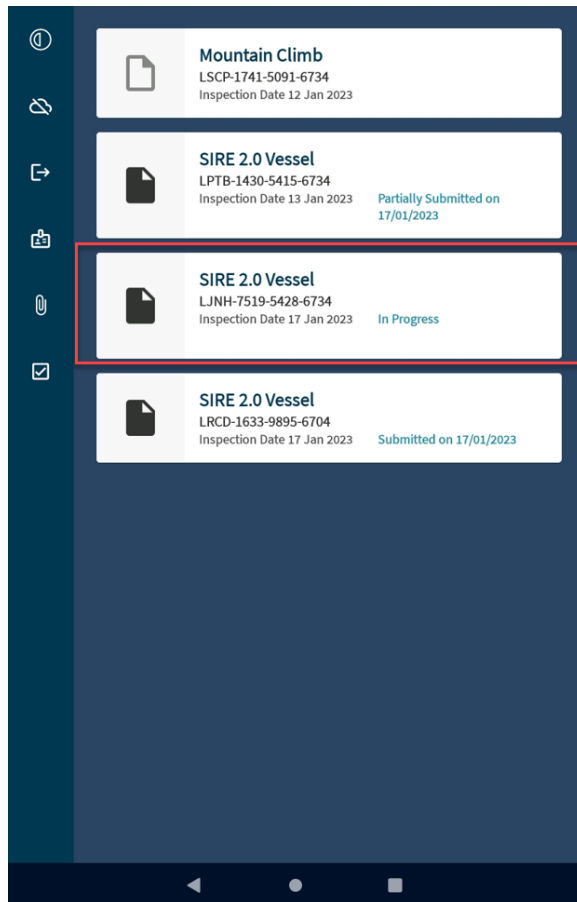 Mountain Climb
LSCP-1741-5091-6734
Inspection Date 12 Jan 2023
SIRE 2.0 Vessel
LPTB-1430-5415-6734
Inspection Date 13 Jan 2023
Partially Submitted on
17/01/2023
SIRE 2.0 Vessel
LJNH-7519-5428-6734
Inspection Date 17 Jan 2023
In Progress
SIRE 2.0 Vessel
LRCD-1633-9895-6704
Inspection Date 17 Jan 2023
Submitted on 17/01/2023